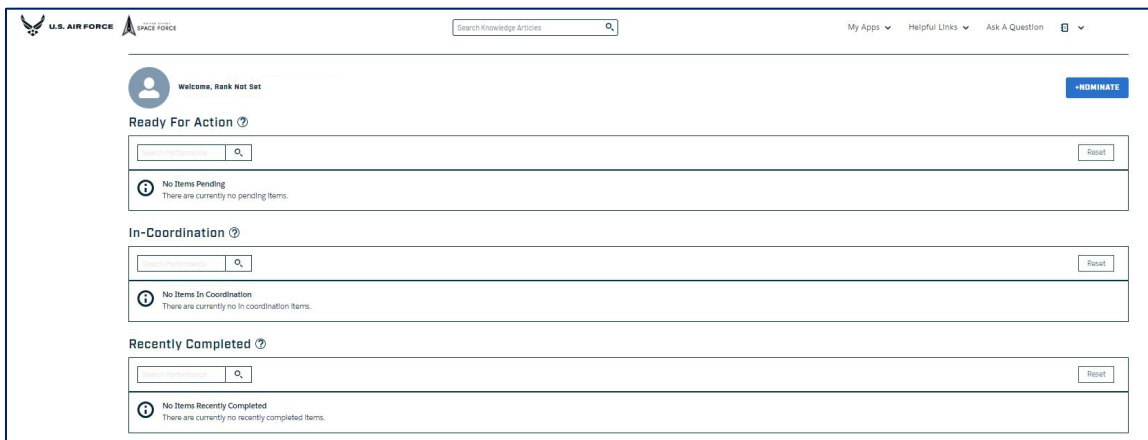 U.S. AIR FORCE
UNITED STATES
SPACE FORCE
Search Knowledge Articles
My Apps
Helpful Links
Ask A Question
Welcome, Rank Not Set
+NOMINATE
Ready For Action
Search Performance
Reset
No Items Pending
There are currently no pending items.
In-Coordination
Search Performance
Reset
No Items In Coordination
There are currently no in coordination items.
Recently Completed
Search Performance
Reset
No Items Recently Completed
There are currently no recently completed items.